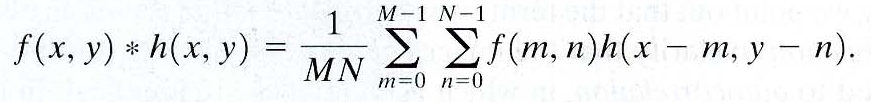 f(x, y) * h(x, y) = \frac{1}{MN} \sum_{m=0}^{M-1} \sum_{n=0}^{N-1} f(m, n)h(x − m, y − n).